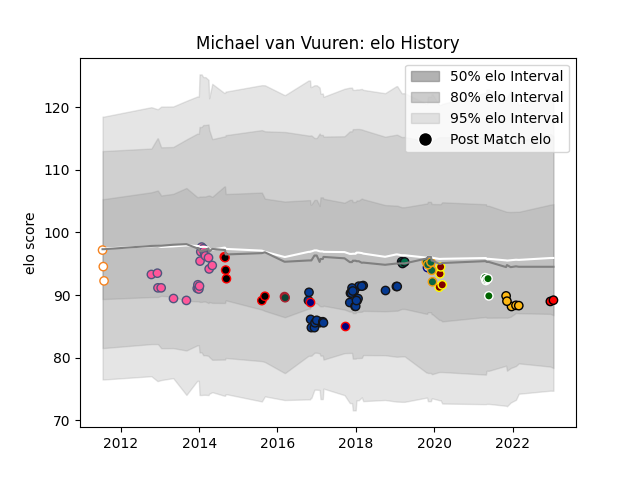 Michael van Vuuren: elo History
50% elo Interval
80% elo Interval
95% elo Interval
Post Match elo
elo score
120
110
100
90
80
70
2012 2014 2016 2018 2020 2022